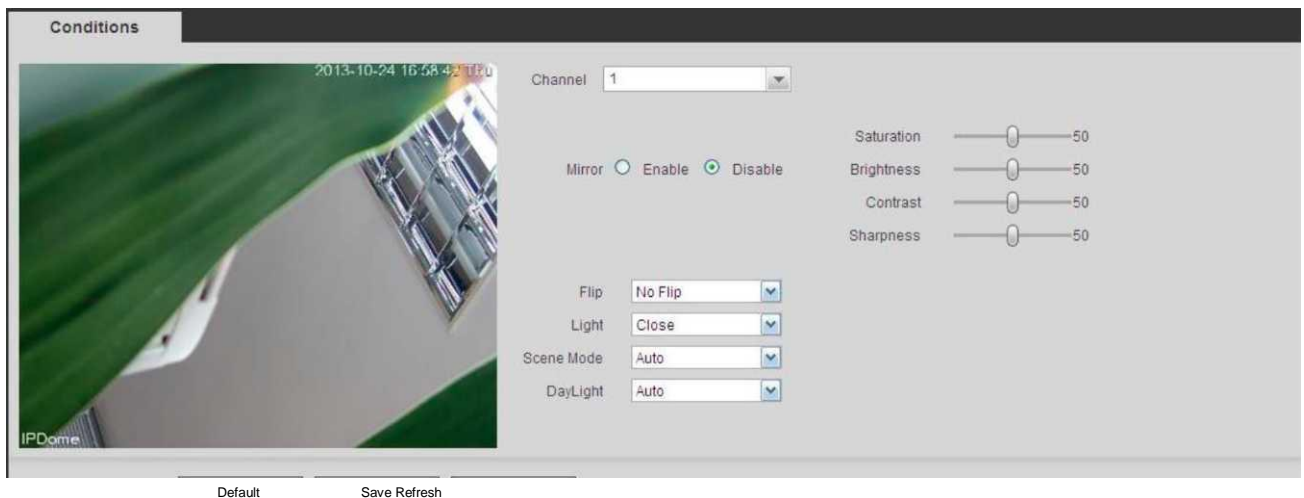 Conditions
2013-10-24 16:58:42 THU
Channel 1
Mirror Enable Disable
Saturation 50
Brightness 50
Contrast 50
Sharpness 50
Flip No Flip
Light Close
Scene Mode Auto
DayLight Auto
IPDome
Default Save Refresh